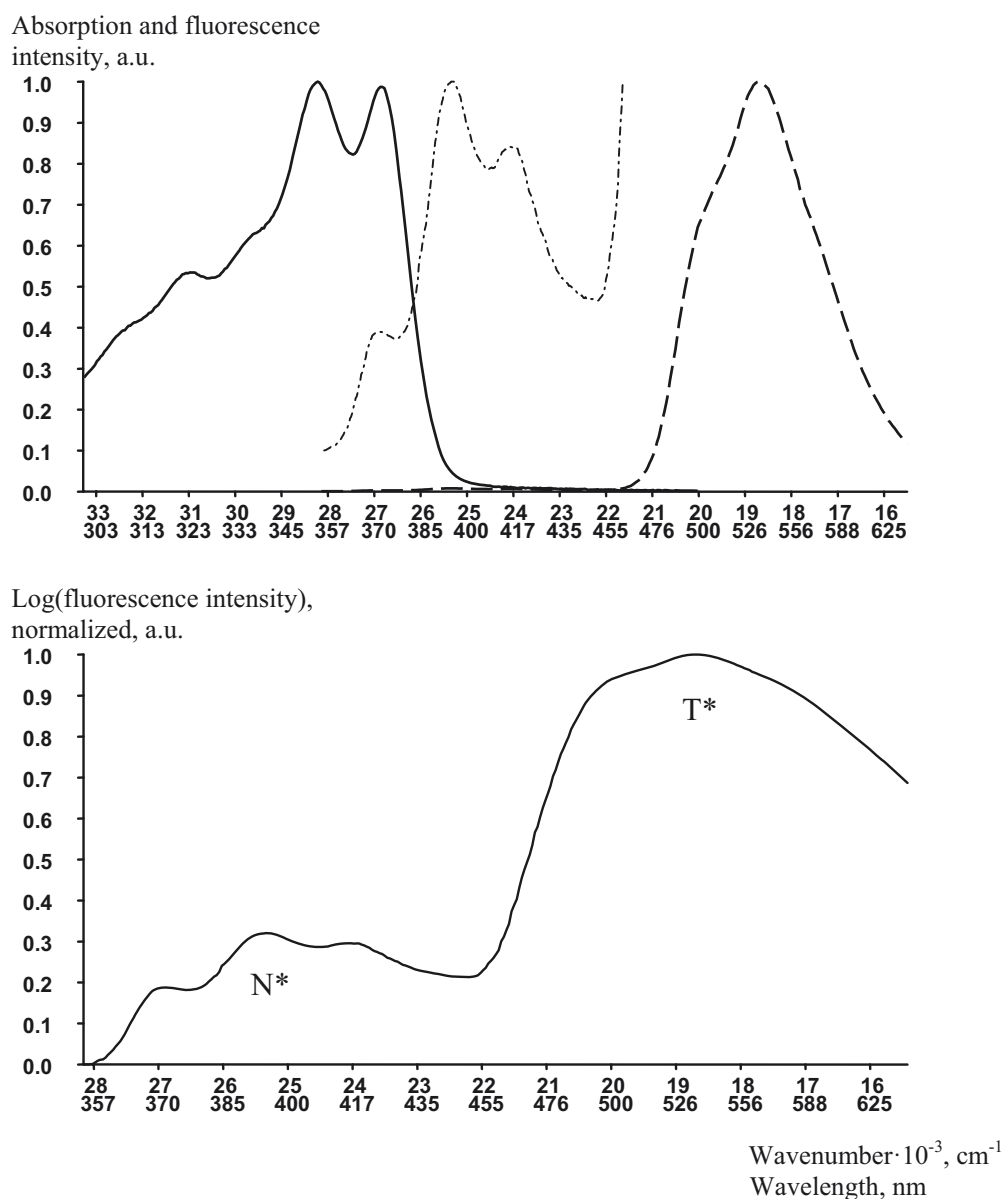 Absorption and fluorescence
intensity, a.u.
1.0
0.9
0.8
0.7
0.6
0.5
0.4
0.3
0.2
0.1
0.0
33 32 31 30 29 28 27 26 25 24 23 22 21 20 19 18 17 16
303 313 323 333 345 357 370 385 400 417 435 455 476 500 526 556 588 625
Log(fluorescence intensity),
normalized, a.u.
1.0
0.9
0.8
0.7
0.6
0.5
0.4
0.3
0.2
0.1
0.0
T*
N*
28 27 26 25 24 23 22 21 20 19 18 17 16
357 370 385 400 417 435 455 476 500 526 556 588 625
Wavenumber·10⁻³, cm⁻¹
Wavelength, nm